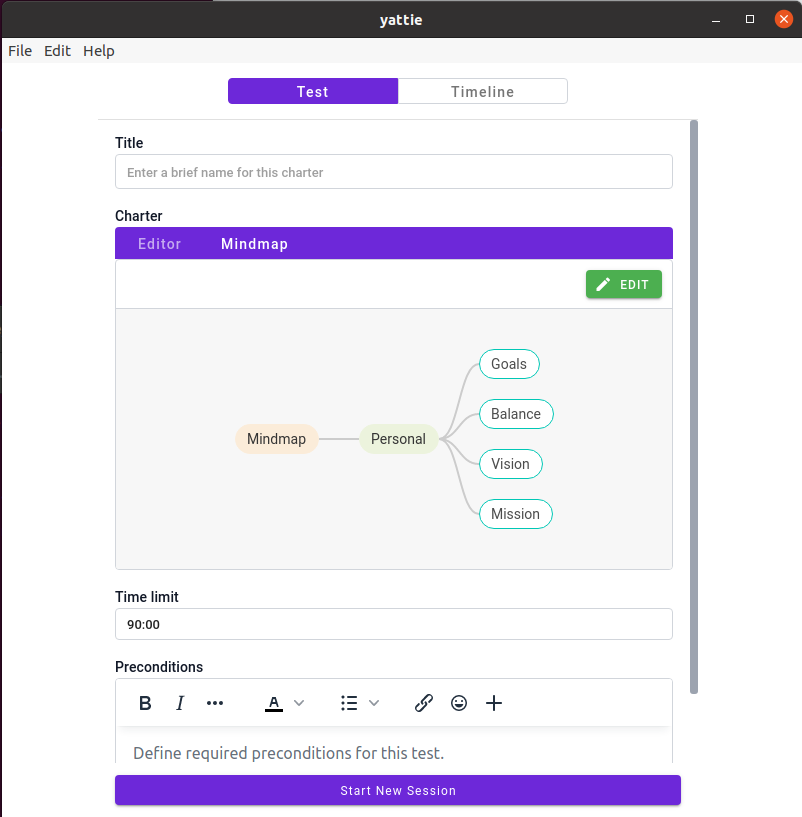 yattie
File Edit Help
Test Timeline
Title
Enter a brief name for this charter
Charter
Editor Mindmap
EDIT
Goals
Balance
Mindmap Personal
Vision
Mission
Time limit
90:00
Preconditions
B I ••• A
Define required preconditions for this test.
Start New Session